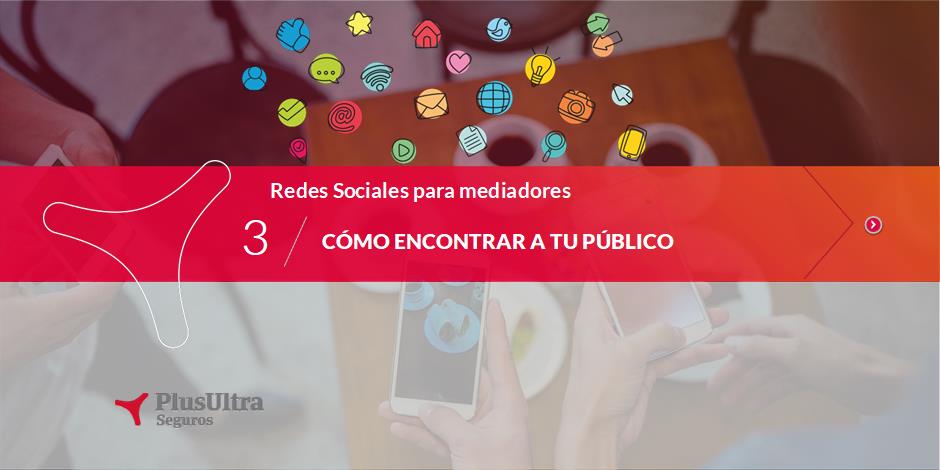 Redes Sociales para mediadores
3
CÓMO ENCONTRAR A TU PÚBLICO
PlusUltra
Seguros